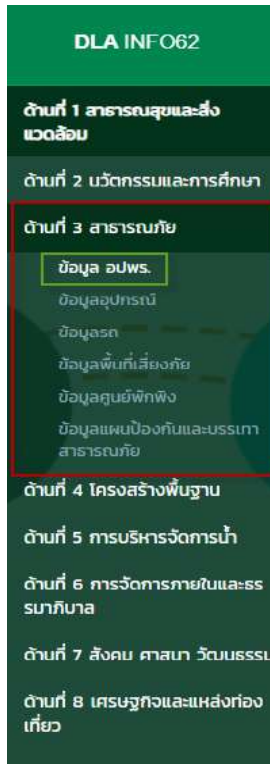 DLA INFO62
ด้านที่ 1 สาธารณสุขและสิ่ง
แวดล้อม
ด้านที่ 2 นวัตกรรมและการศึกษา
ด้านที่ 3 สาธารณภัย
ข้อมูล อปพร.
ข้อมูลอุปกรณ์
ข้อมูลรถ
ข้อมูลพื้นที่เสี่ยงภัย
ข้อมูลศูนย์พักพิง
ข้อมูลแผนป้องกันและบรรเทา
สาธารณภัย
ด้านที่ 4 โครงสร้างพื้นฐาน
ด้านที่ 5 การบริหารจัดการน้ำ
ด้านที่ 6 การจัดการภายในและธร
รมาภิบาล
ด้านที่ 7 สังคม ศาสนา วัฒนธรรม
ด้านที่ 8 เศรษฐกิจและแหล่งท่อง
เที่ยว